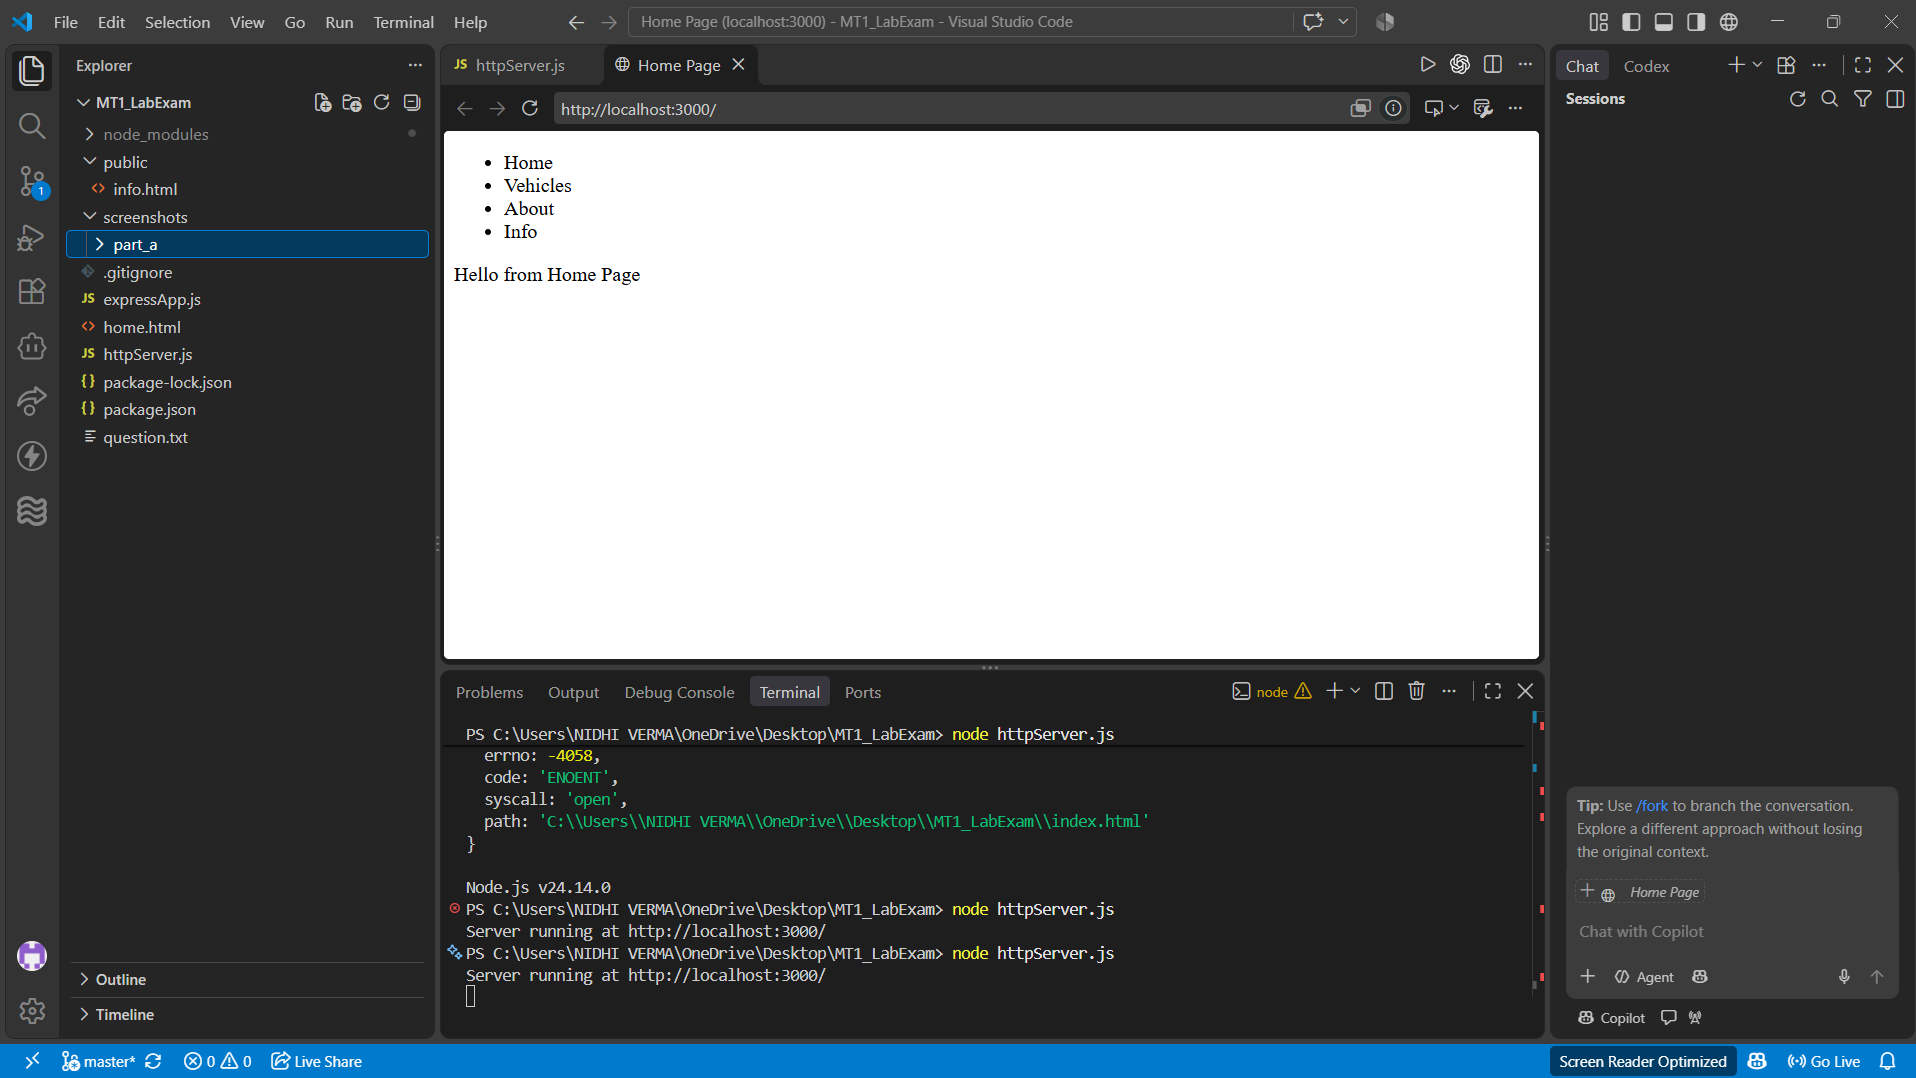 File Edit Selection View Go Run Terminal Help
Home Page (localhost:3000) - MT1_LabExam - Visual Studio Code
Explorer
MT1_LabExam
node_modules
public
info.html
screenshots
part_a
.gitignore
JS expressApp.js
home.html
JS httpServer.js
{} package-lock.json
{} package.json
question.txt
Outline
Timeline
1
JS httpServer.js
Home Page
http://localhost:3000/
• Home
• Vehicles
• About
• Info
Hello from Home Page
Problems Output Debug Console Terminal Ports
node
PS C:\Users\NIDHI VERMA\OneDrive\Desktop\MT1_LabExam> node httpServer.js
errno: -4058,
code: 'ENOENT',
syscall: 'open',
path: 'C:\\Users\\NIDHI VERMA\\OneDrive\\Desktop\\MT1_LabExam\\index.html'
}
Node.js v24.14.0
PS C:\Users\NIDHI VERMA\OneDrive\Desktop\MT1_LabExam> node httpServer.js
Server running at http://localhost:3000/
PS C:\Users\NIDHI VERMA\OneDrive\Desktop\MT1_LabExam> node httpServer.js
Server running at http://localhost:3000/
Chat Codex
Sessions
Tip: Use /fork to branch the conversation.
Explore a different approach without losing
the original context.
Home Page
Chat with Copilot
Agent
Copilot
master* 0 0 Live Share
Screen Reader Optimized Go Live